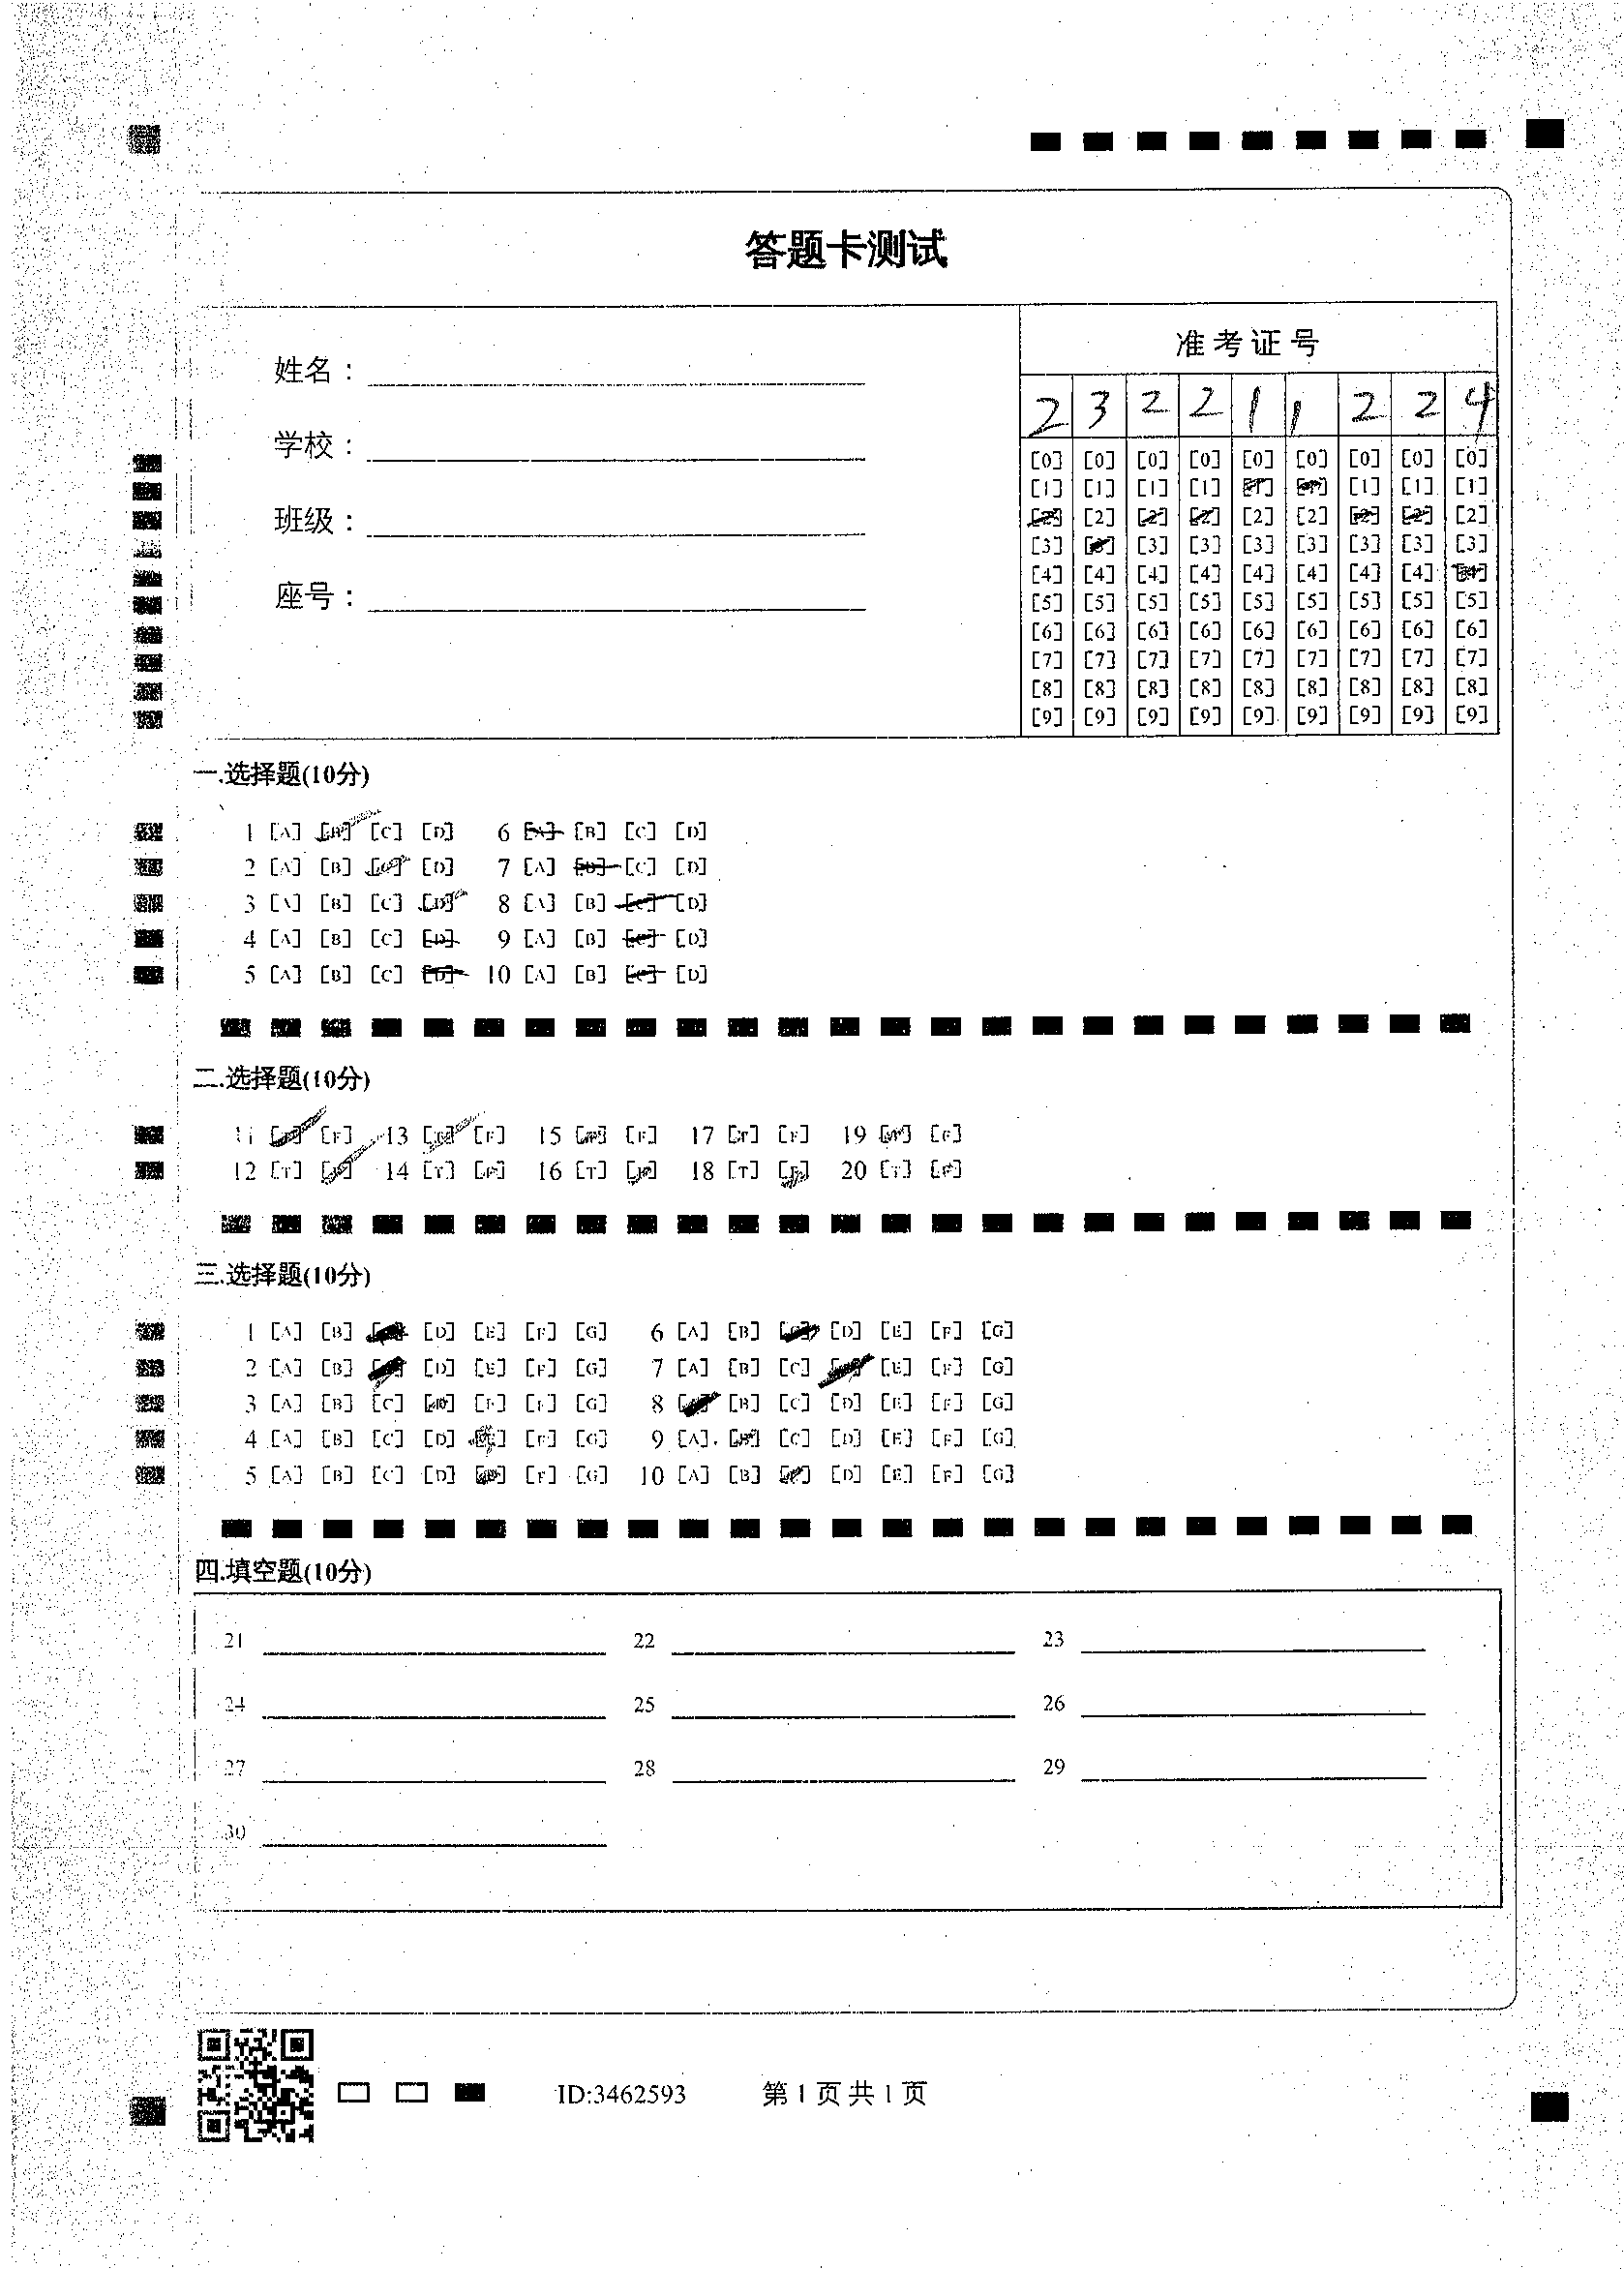 答题卡测试
姓名：
学校：
班级：
座号：
准考证号
2 3 2 2 1 1 2 2 4
[0] [0] [0] [0] [0] [0] [0] [0] [0]
[1] [1] [1] [1] [1] [1] [1] [1] [1]
[2] [2] [2] [2] [2] [2] [2] [2] [2]
[3] [3] [3] [3] [3] [3] [3] [3] [3]
[4] [4] [4] [4] [4] [4] [4] [4] [4]
[5] [5] [5] [5] [5] [5] [5] [5] [5]
[6] [6] [6] [6] [6] [6] [6] [6] [6]
[7] [7] [7] [7] [7] [7] [7] [7] [7]
[8] [8] [8] [8] [8] [8] [8] [8] [8]
[9] [9] [9] [9] [9] [9] [9] [9] [9]
一.选择题(10分)
1 [A] [B] [C] [D] 6 [A] [B] [C] [D]
2 [A] [B] [C] [D] 7 [A] [B] [C] [D]
3 [A] [B] [C] [D] 8 [A] [B] [C] [D]
4 [A] [B] [C] [D] 9 [A] [B] [C] [D]
5 [A] [B] [C] [D] 10 [A] [B] [C] [D]
二.选择题(10分)
11 [T] [F] 13 [T] [F] 15 [T] [F] 17 [T] [F] 19 [T] [F]
12 [T] [F] 14 [T] [F] 16 [T] [F] 18 [T] [F] 20 [T] [F]
三.选择题(10分)
1 [A] [B] [C] [D] [E] [F] [G] 6 [A] [B] [C] [D] [E] [F] [G]
2 [A] [B] [C] [D] [E] [F] [G] 7 [A] [B] [C] [D] [E] [F] [G]
3 [A] [B] [C] [D] [E] [F] [G] 8 [A] [B] [C] [D] [E] [F] [G]
4 [A] [B] [C] [D] [E] [F] [G] 9 [A] [B] [C] [D] [E] [F] [G]
5 [A] [B] [C] [D] [E] [F] [G] 10 [A] [B] [C] [D] [E] [F] [G]
四.填空题(10分)
21 22 23
24 25 26
27 28 29
30
ID:3462593 第1页共1页